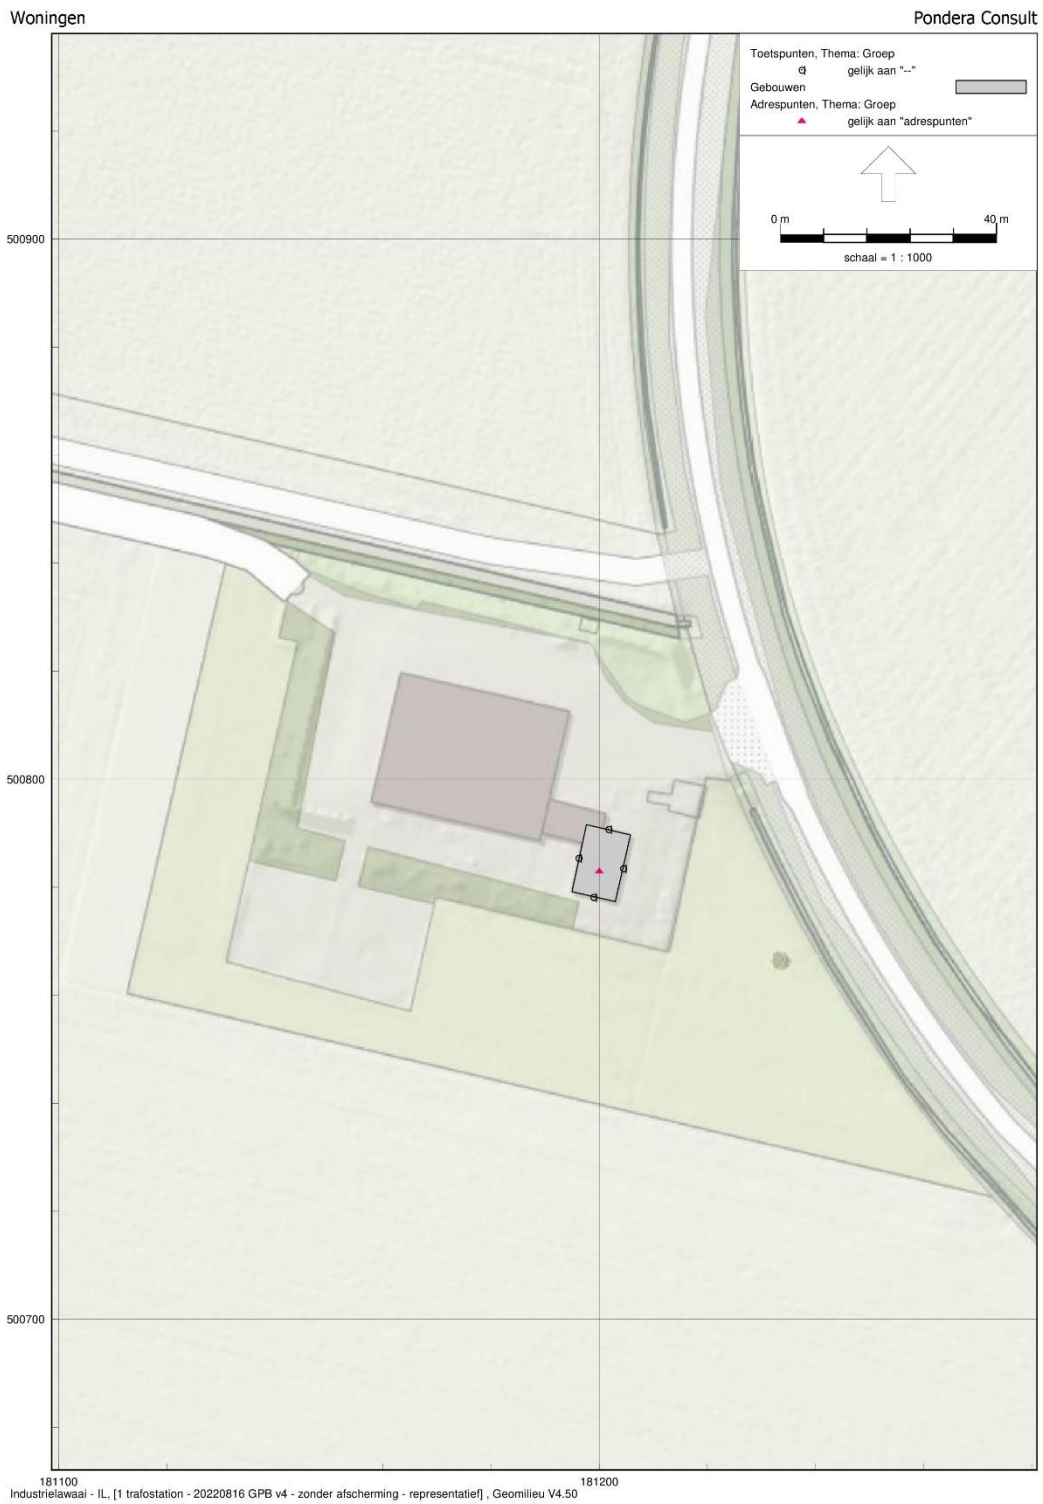 Woningen
Pondera Consult
Toetspunten, Thema: Groep
gelijk aan "--"
Gebouwen
Adrespunten, Thema: Groep
gelijk aan "adrespunten"
0 m 40 m
schaal = 1 : 1000
500900
500800
500700
181100 181200
Industrielawaai - IL, [1 trafostation - 20220816 GPB v4 - zonder afscherming - representatief] , Geomilieu V4.50